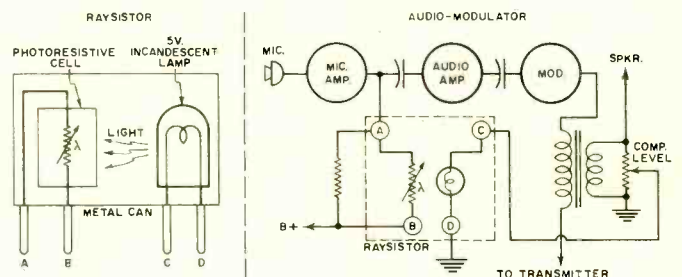 RAYSISTOR
PHOTORESISTIVE
CELL
5V.
INCANDESCENT
LAMP
LIGHT
λ
METAL CAN
A B C D
AUDIO-MODULATOR
MIC.
MIC.
AMP.
AUDIO
AMP.
MOD.
SPKR.
A
C
COMP.
LEVEL
λ
B+
B
D
RAYSISTOR
TO TRANSMITTER